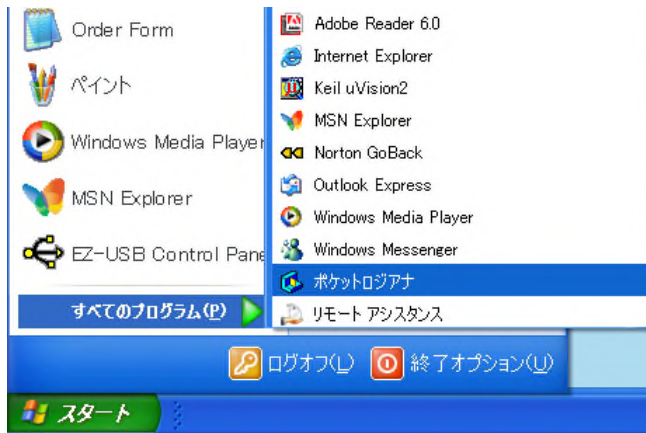 Order Form
ペイント
Windows Media Player
MSN Explorer
EZ-USB Control Pane
すべてのプログラム(P)
Adobe Reader 6.0
Internet Explorer
Keil uVision2
MSN Explorer
Norton GoBack
Outlook Express
Windows Media Player
Windows Messenger
ポケットロジアナ
リモート アシスタンス
ログオフ(L)
終了オプション(U)
スタート